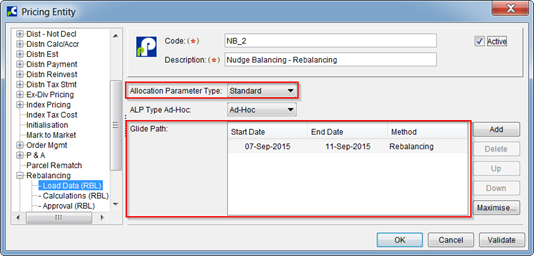 Pricing Entity
Dist - Not Decl
Distn Calc/Accr
Distn Est
Distn Payment
Distn Reinvest
Distn Tax Stmt
Ex-Div Pricing
Index Pricing
Index Tax Cost
Initialisation
Mark to Market
Order Mgmt
P & A
Parcel Rematch
Rebalancing
- Load Data (RBL)
- Calculations (RBL)
- Approval (RBL)
Code: (*) NB_2
Active
Description: (*) Nudge Balancing - Rebalancing
Allocation Parameter Type: Standard
ALP Type Ad-Hoc: Ad-Hoc
Glide Path:
Start Date End Date Method
07-Sep-2015 11-Sep-2015 Rebalancing
Add
Delete
Up
Down
Maximise...
OK Cancel Validate